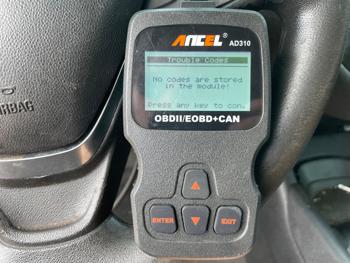 ANCEL®
AD310
Trouble Codes
No codes are stored
in the module!
Press any key to con.
OBDII/EOBD+CAN
ENTER
EXIT
AIRBAG